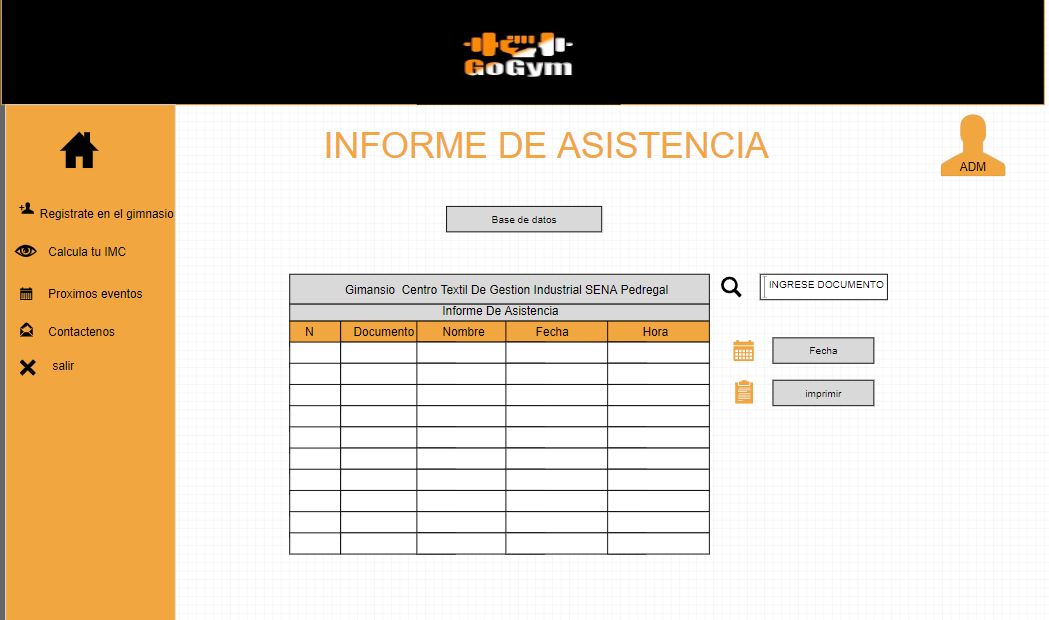 GoGym
INFORME DE ASISTENCIA
ADM
Registrate en el gimnasio
Calcula tu IMC
Proximos eventos
Contactenos
salir
Base de datos
Gimansio Centro Textil De Gestion Industrial SENA Pedregal
Informe De Asistencia
N Documento Nombre Fecha Hora
INGRESE DOCUMENTO
Fecha
imprimir